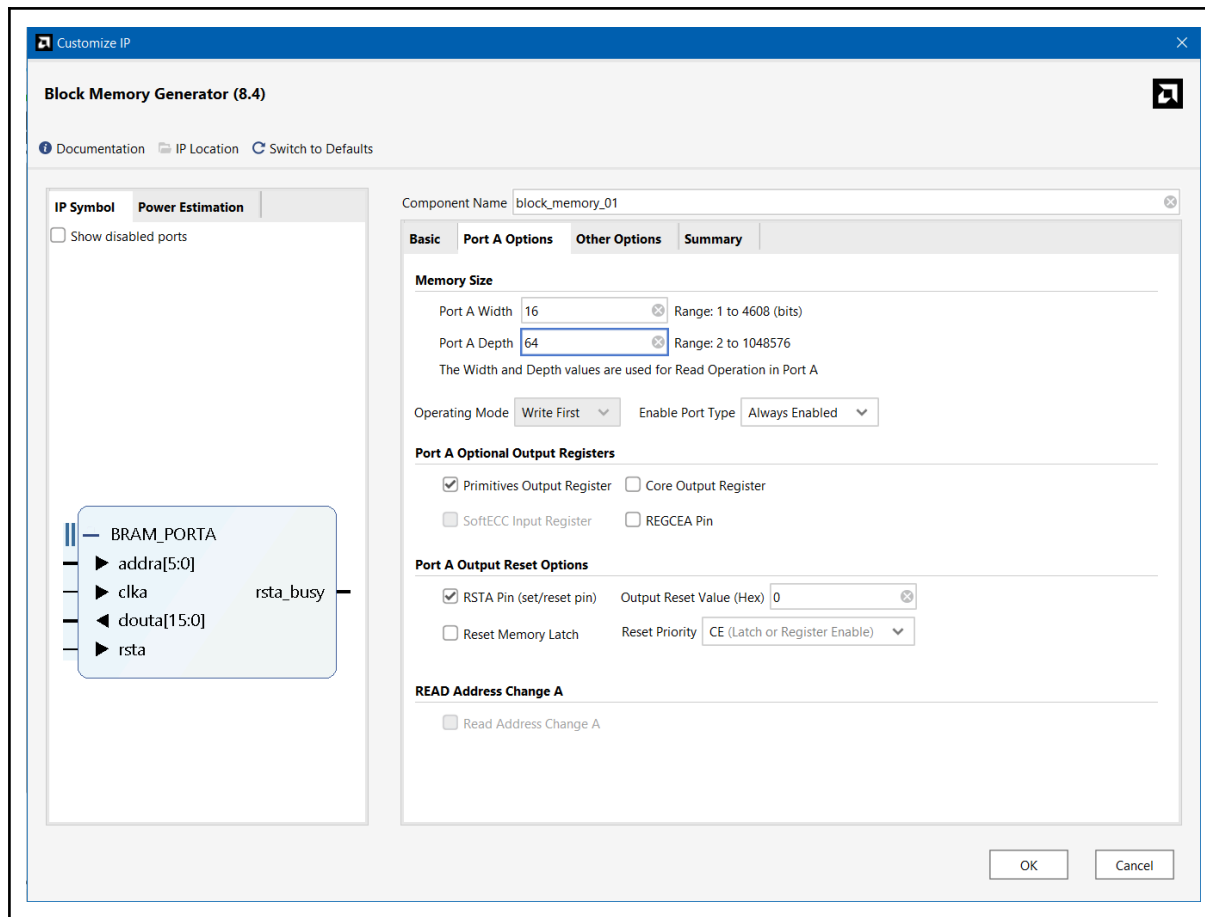 Customize IP
Block Memory Generator (8.4)
Documentation IP Location Switch to Defaults
IP Symbol Power Estimation
Show disabled ports
BRAM_PORTA
addra[5:0]
clka rsta_busy
douta[15:0]
rsta
Component Name block_memory_01
Basic Port A Options Other Options Summary
Memory Size
Port A Width 16 Range: 1 to 4608 (bits)
Port A Depth 64 Range: 2 to 1048576
The Width and Depth values are used for Read Operation in Port A
Operating Mode Write First Enable Port Type Always Enabled
Port A Optional Output Registers
Primitives Output Register Core Output Register
SoftECC Input Register REGCEA Pin
Port A Output Reset Options
RSTA Pin (set/reset pin) Output Reset Value (Hex) 0
Reset Memory Latch Reset Priority CE (Latch or Register Enable)
READ Address Change A
Read Address Change A
OK Cancel